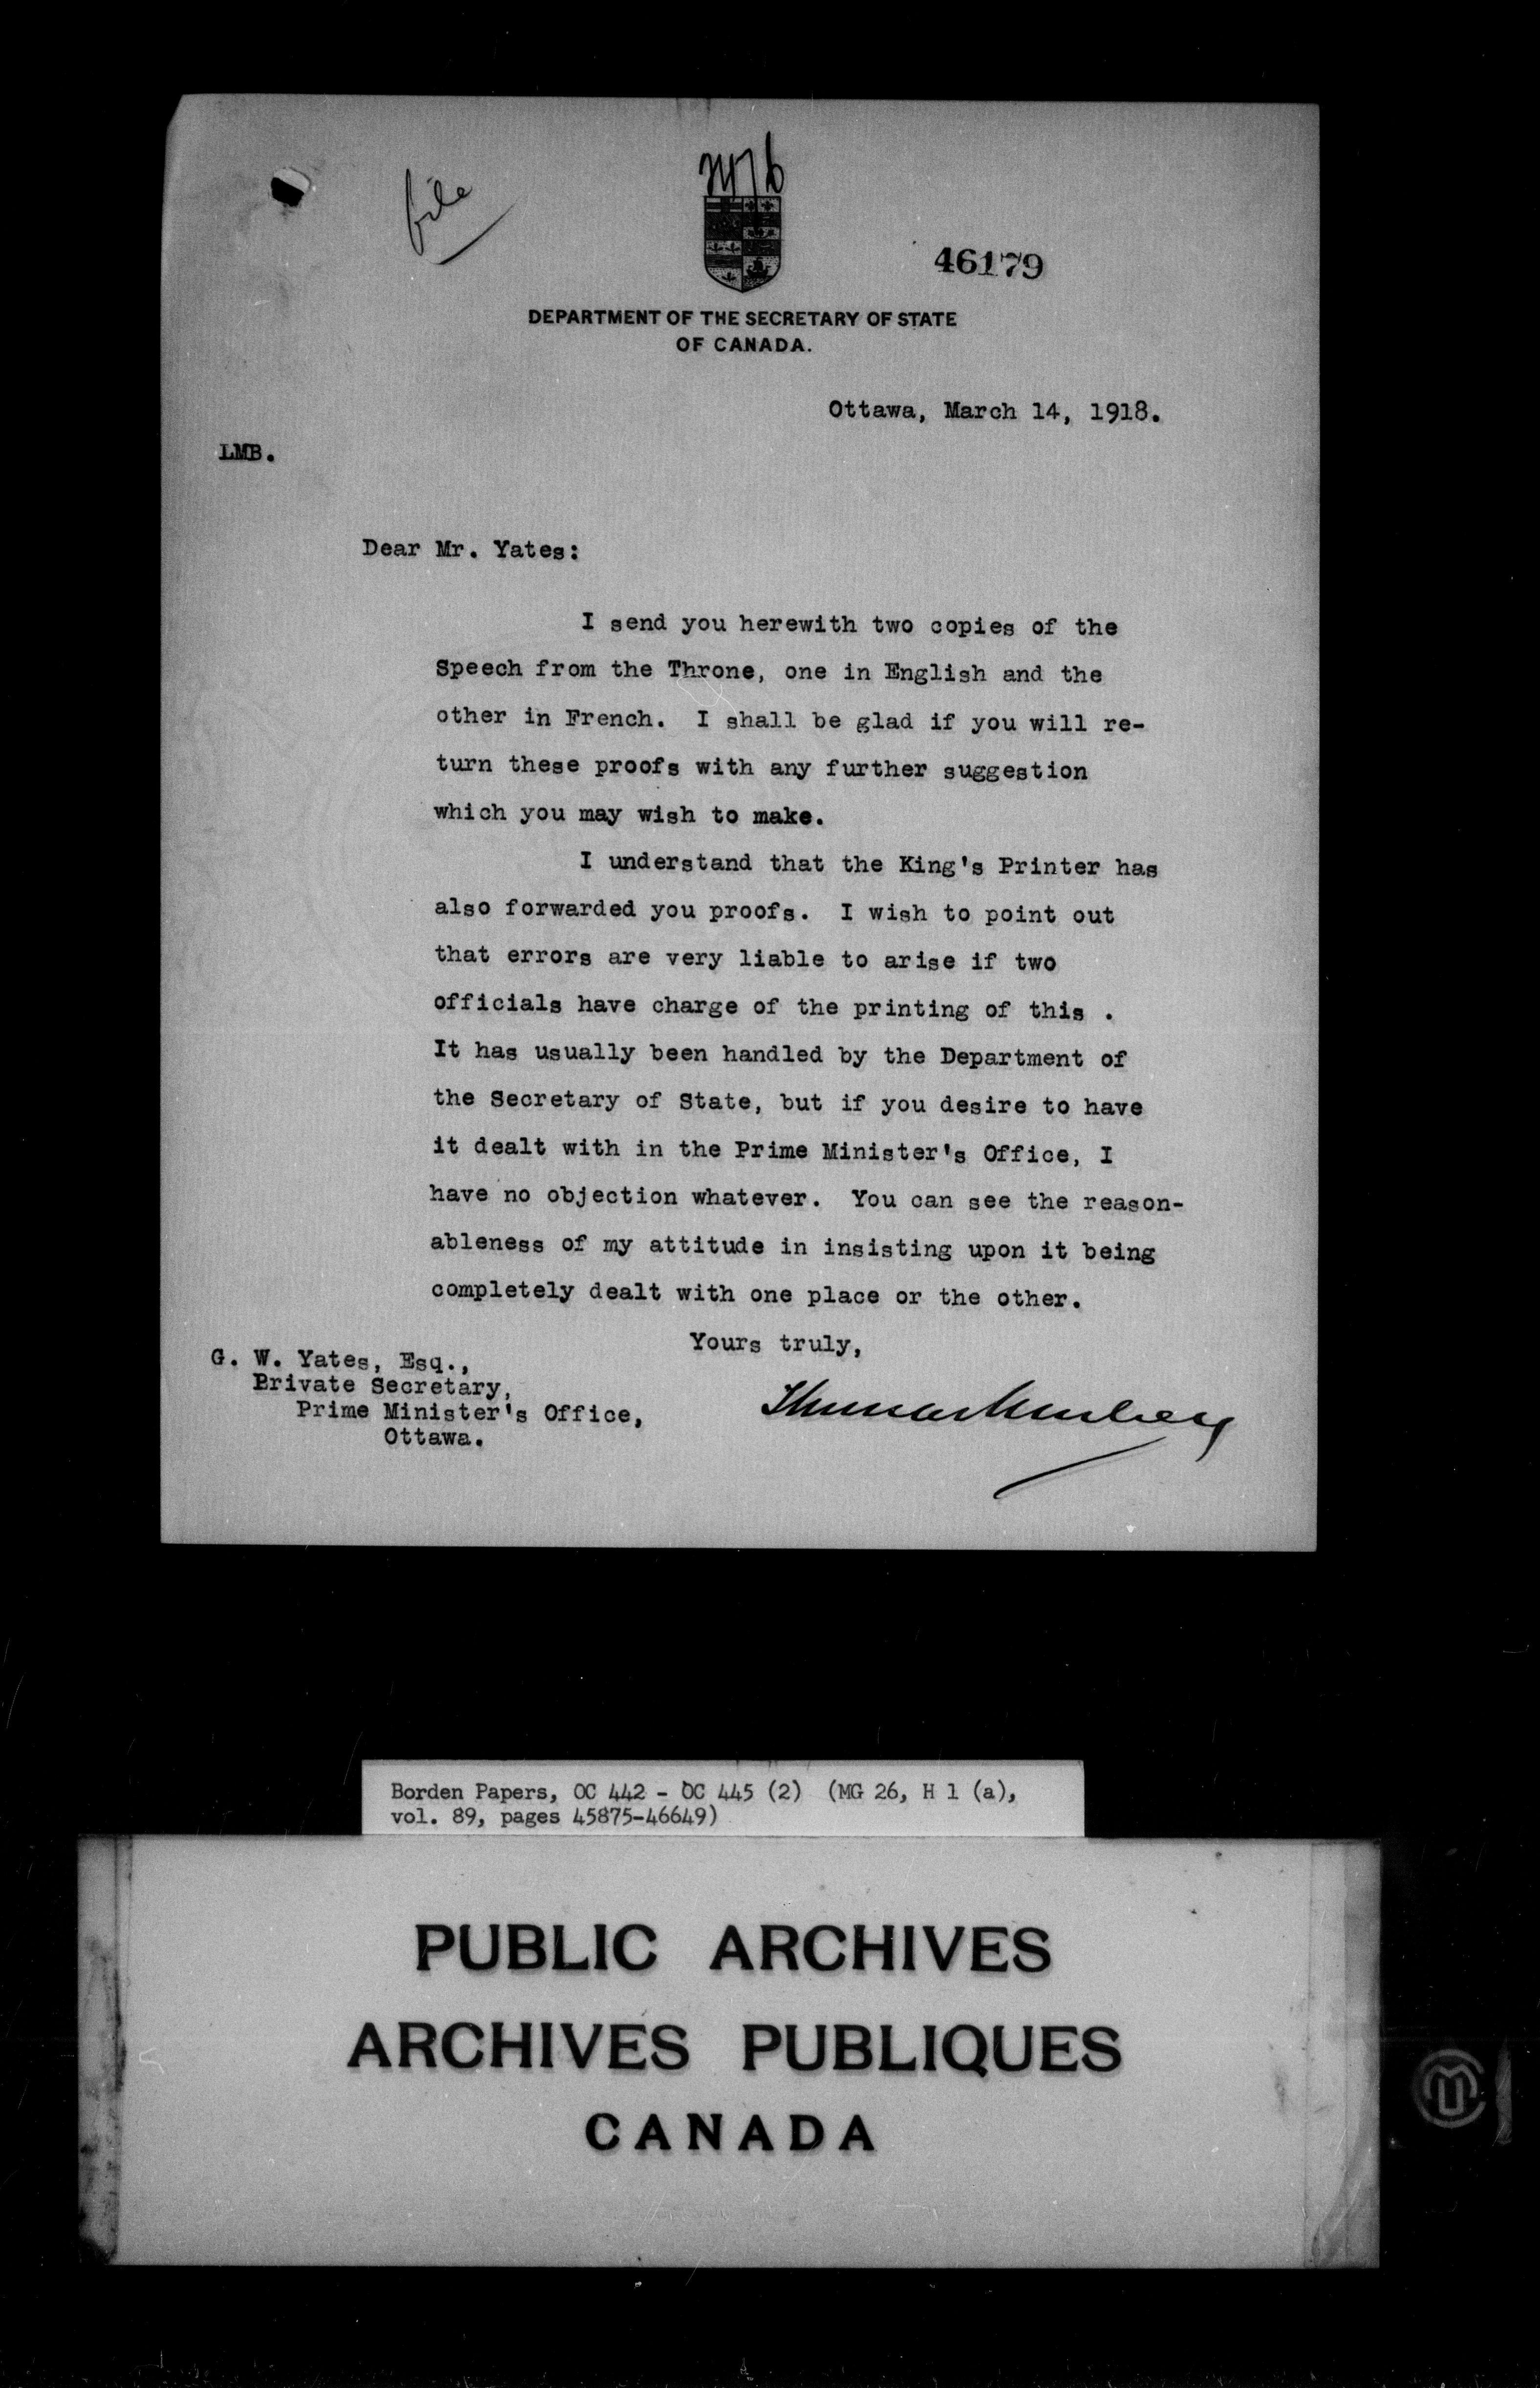 file
46179
DEPARTMENT OF THE SECRETARY OF STATE
OF CANADA.
Ottawa, March 14, 1918.
LMB.
Dear Mr. Yates:
I send you herewith two copies of the
Speech from the Throne, one in English and the
other in French. I shall be glad if you will re-
turn these proofs with any further suggestion
which you may wish to make.
I understand that the King's Printer has
also forwarded you proofs. I wish to point out
that errors are very liable to arise if two
officials have charge of the printing of this .
It has usually been handled by the Department of
the Secretary of State, but if you desire to have
it dealt with in the Prime Minister's Office, I
have no objection whatever. You can see the reason-
ableness of my attitude in insisting upon it being
completely dealt with one place or the other.
Yours truly,
G. W. Yates, Esq.,
Private Secretary,
Prime Minister's Office,
Ottawa.
Thomas Mulvey
Borden Papers, OC 442 - OC 445 (2) (MG 26, H 1 (a),
vol. 89, pages 45875-46649)
PUBLIC ARCHIVES
ARCHIVES PUBLIQUES
CANADA